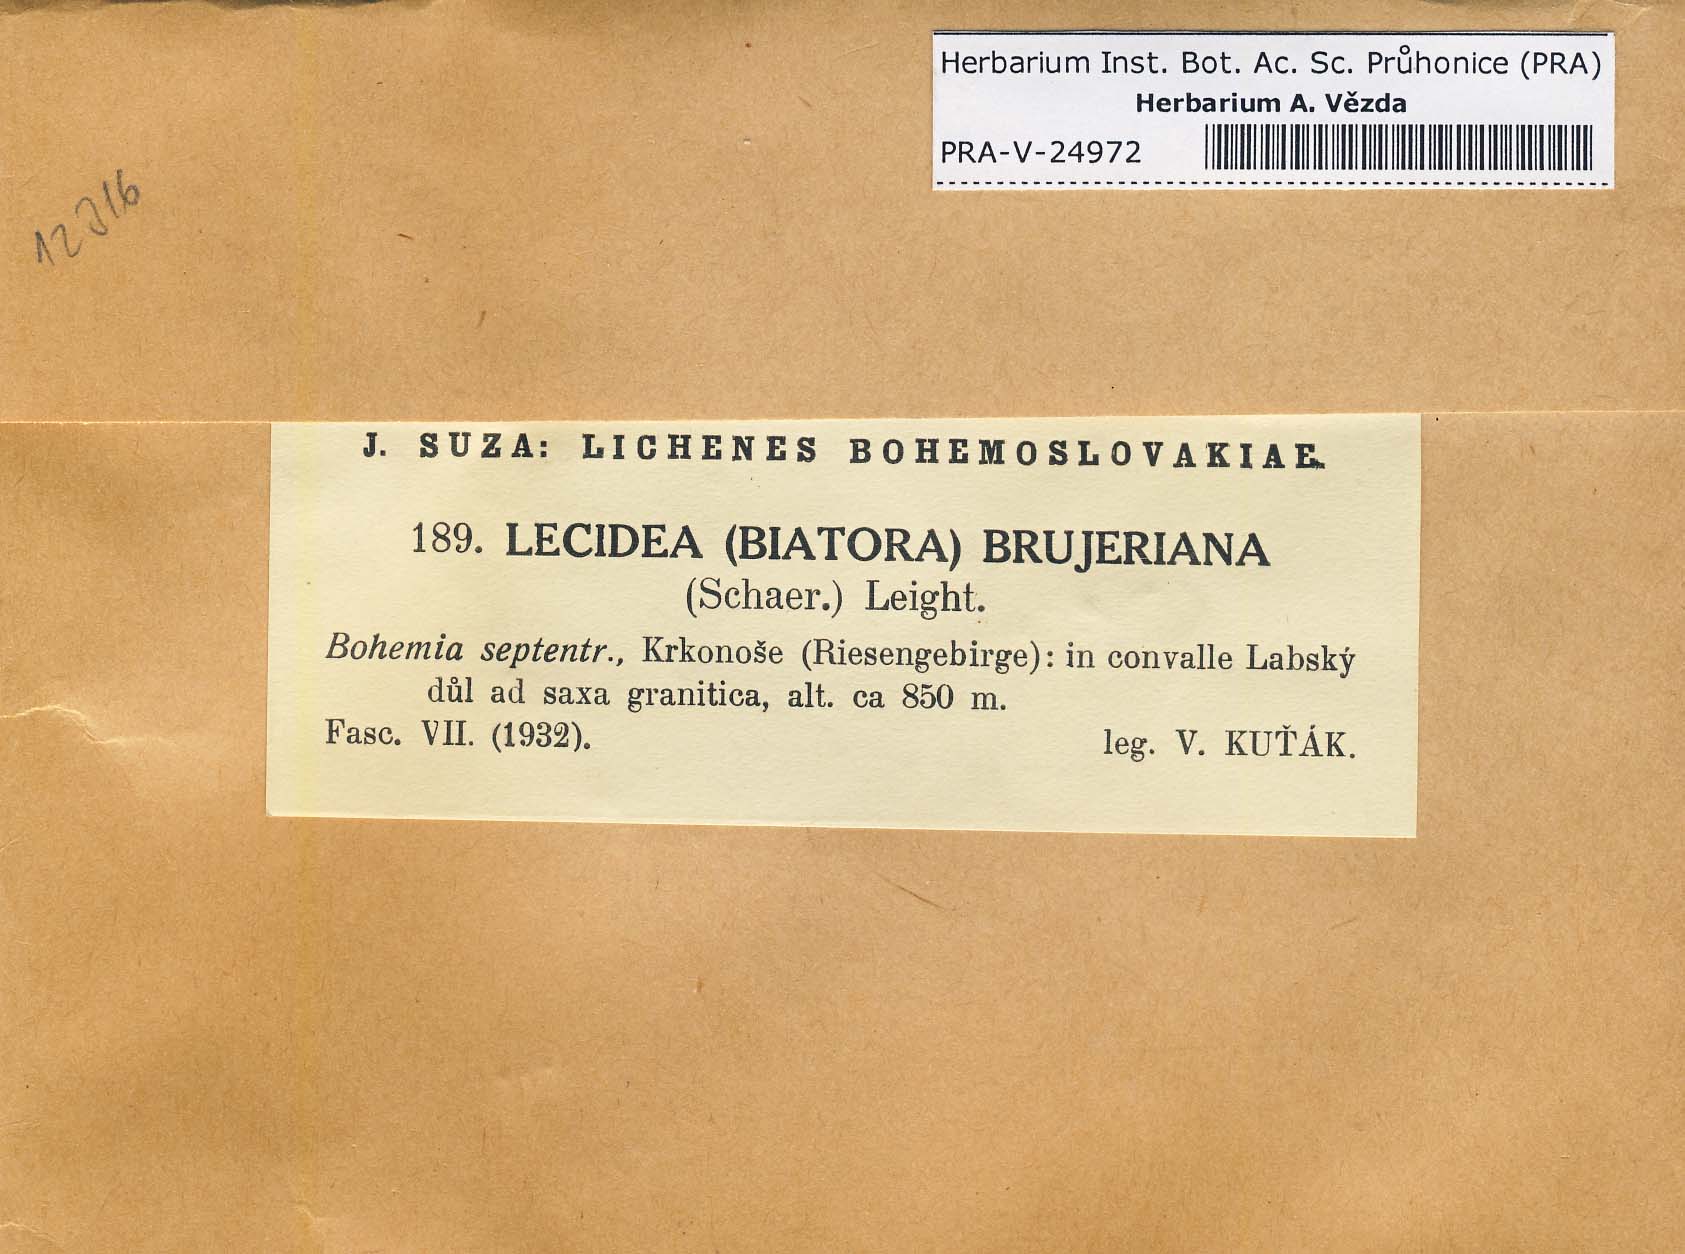 Herbarium Inst. Bot. Ac. Sc. Průhonice (PRA)
Herbarium A. Vězda
PRA-V-24972
J. SUZA: LICHENES BOHEMOSLOVAKIAE.
189. LECIDEA (BIATORA) BRUJERIANA
(Schaer.) Leight.
Bohemia septentr., Krkonoše (Riesengebirge): in convalle Labský
důl ad saxa granitica, alt. ca 850 m.
Fasc. VII. (1932).
leg. V. KUŤÁK.